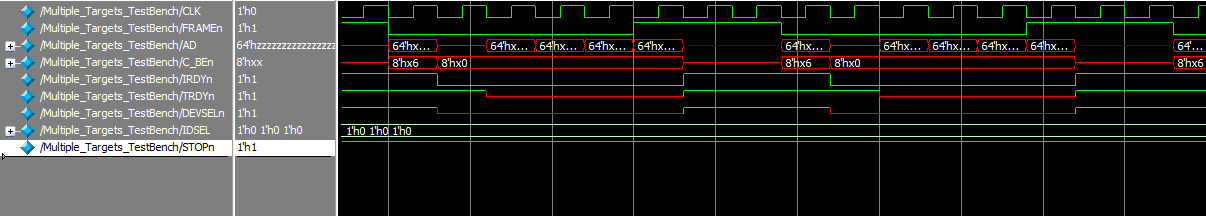 /Multiple_Targets_TestBench/CLK 1'h0
/Multiple_Targets_TestBench/FRAMEn 1'h1
/Multiple_Targets_TestBench/AD 64'hzzzzzzzzzzzzzzzz 64'hx... 64'hx... 64'hx... 64'hx... 64'hx... 64'hx... 64'hx... 64'hx... 64'hx... 64'hx... 64'h...
/Multiple_Targets_TestBench/C_BEn 8'hxx 8'hx6 8'hx0 8'hx6 8'hx0 8'hx6
/Multiple_Targets_TestBench/IRDYn 1'h1
/Multiple_Targets_TestBench/TRDYn 1'h1
/Multiple_Targets_TestBench/DEVSELn 1'h1
/Multiple_Targets_TestBench/IDSEL 1'h0 1'h0 1'h0 1'h0 1'h0 1'h0
/Multiple_Targets_TestBench/STOPn 1'h1